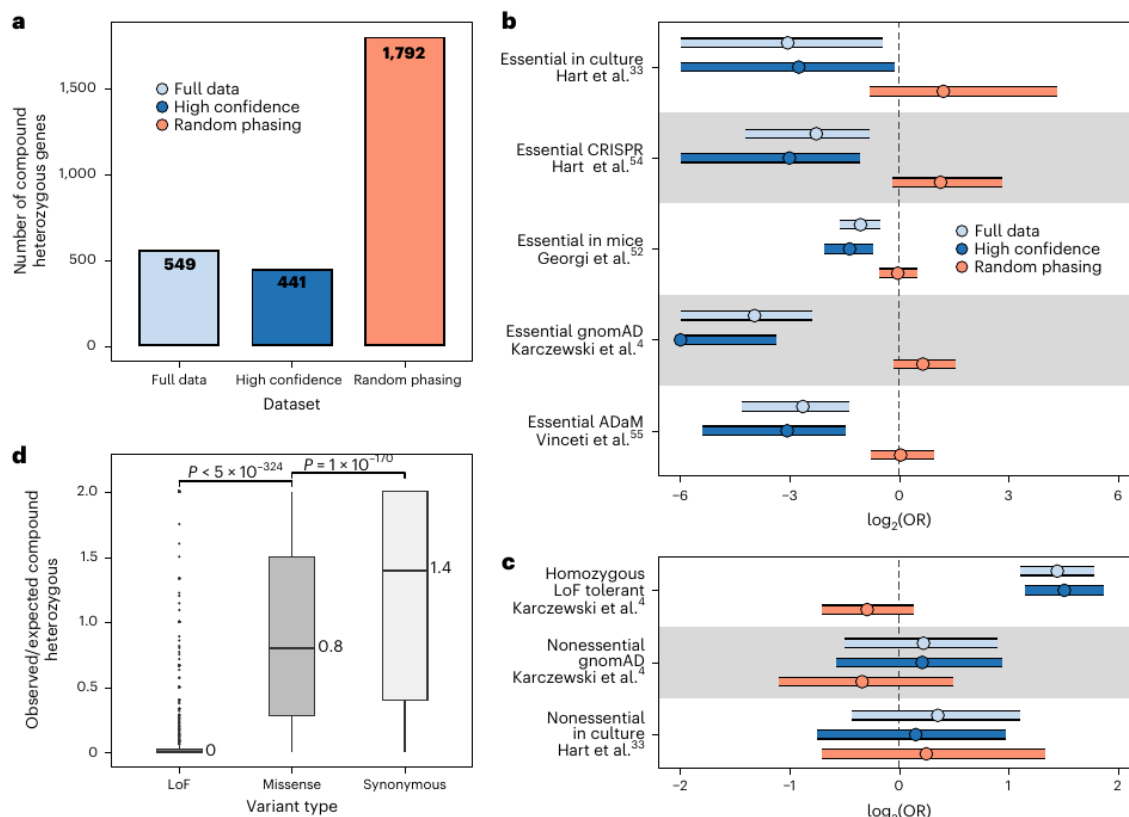 a
Number of compound
heterozygous genes
1,500
1,000
500
0
549
441
1,792
Full data
High confidence
Random phasing
Full data
High confidence
Random phasing
Dataset
b
Essential in culture
Hart et al.33
Essential CRISPR
Hart et al.54
Essential in mice
Georgi et al.52
Essential gnomAD
Karczewski et al.4
Essential ADaM
Vinceti et al.55
Full data
High confidence
Random phasing
−6
−3
0
3
6
log2(OR)
d
Observed/expected compound
heterozygous
2.0
1.5
1.0
0.5
0
P < 5 × 10−324
P = 1 × 10−170
0
0.8
1.4
LoF
Missense
Synonymous
Variant type
c
Homozygous
LoF tolerant
Karczewski et al.4
Nonessential
gnomAD
Karczewski et al.4
Nonessential
in culture
Hart et al.33
−2
−1
0
1
2
log2(OR)